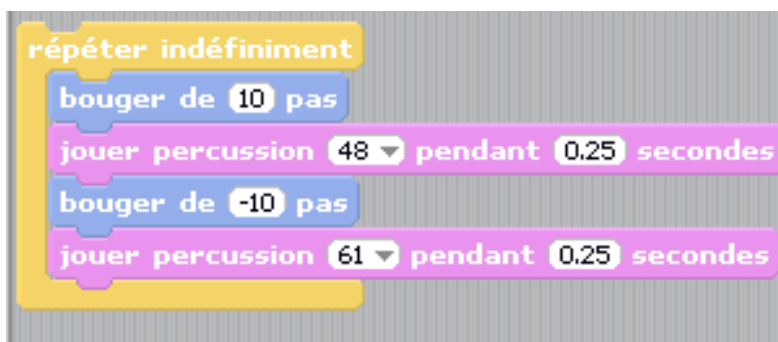 répéter indéfiniment
bouger de 10 pas
jouer percussion 48 pendant 0.25 secondes
bouger de -10 pas
jouer percussion 61 pendant 0.25 secondes